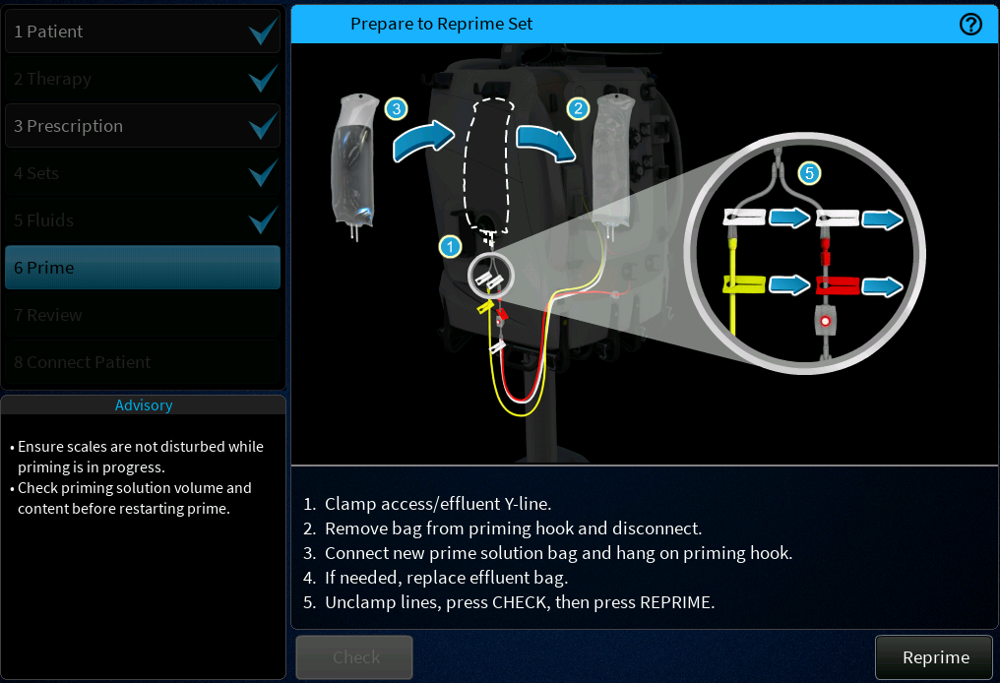 Prepare to Reprime Set
1 Patient
2 Therapy
3 Prescription
4 Sets
5 Fluids
6 Prime
7 Review
8 Connect Patient
Advisory
• Ensure scales are not disturbed while
priming is in progress.
• Check priming solution volume and
content before restarting prime.
3
2
1
5
1. Clamp access/effluent Y-line.
2. Remove bag from priming hook and disconnect.
3. Connect new prime solution bag and hang on priming hook.
4. If needed, replace effluent bag.
5. Unclamp lines, press CHECK, then press REPRIME.
Check
Reprime